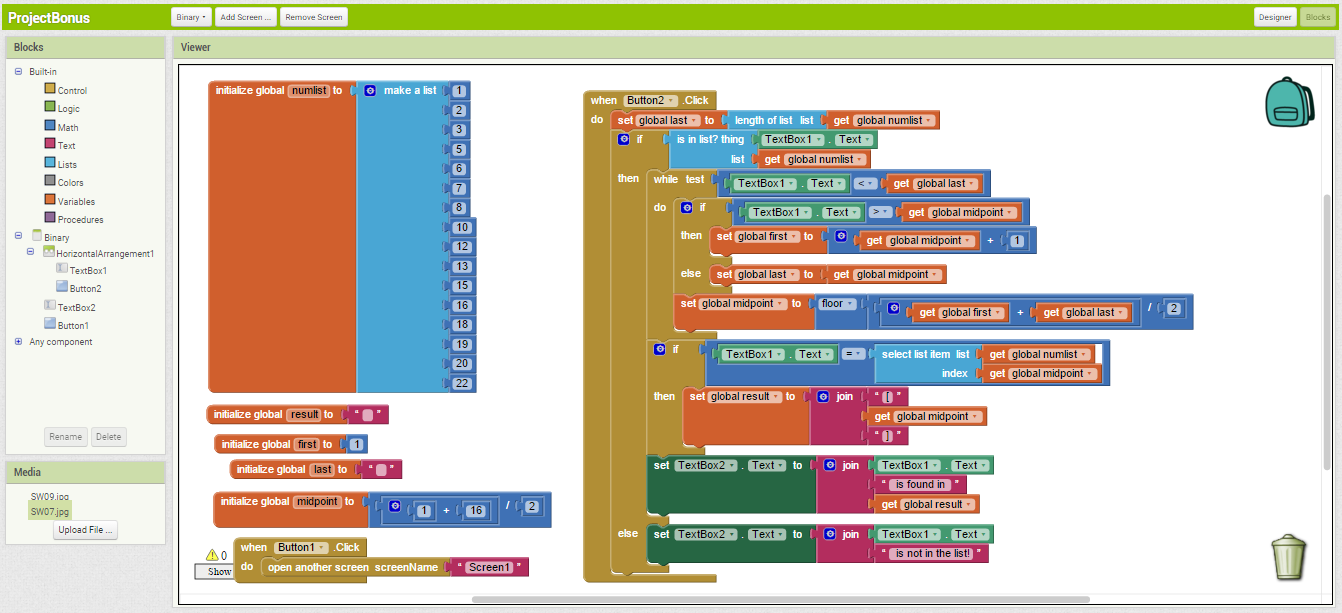 ProjectBonus
Binary
Add Screen ...
Remove Screen
Designer
Blocks
Blocks
Built-in
Control
Logic
Math
Text
Lists
Colors
Variables
Procedures
Binary
HorizontalArrangement1
TextBox1
Button2
TextBox2
Button1
Any component
Rename
Delete
Media
SW09.jpg
SW07.jpg
Upload File ...
Viewer
initialize global numlist to make a list 1
2
3
5
6
7
8
10
12
13
15
16
18
19
20
22
initialize global result to " "
initialize global first to 1
initialize global last to " "
initialize global midpoint to 1 + 16 / 2
0
Show
when Button1 .Click
do open another screen screenName " Screen1 "
when Button2 .Click
do set global last to length of list list get global numlist
if is in list? thing TextBox1 . Text
list get global numlist
then while test TextBox1 . Text < get global last
do if TextBox1 . Text > get global midpoint
then set global first to get global midpoint + 1
else set global last to get global midpoint
set global midpoint to floor get global first + get global last / 2
if TextBox1 . Text = select list item list get global numlist
index get global midpoint
then set global result to join " [ "
get global midpoint
" ] "
set TextBox2 . Text to join TextBox1 . Text
" is found in "
get global result
else set TextBox2 . Text to join TextBox1 . Text
" is not in the list! "